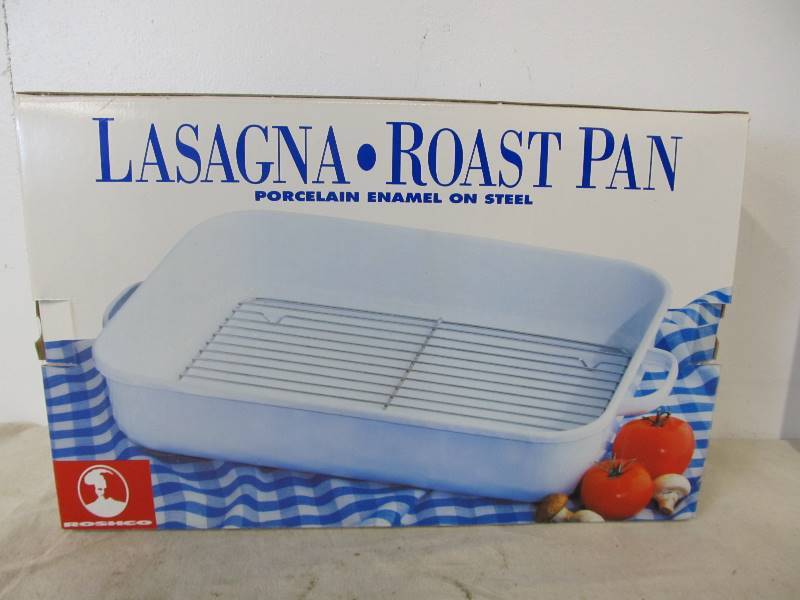 LASAGNA • ROAST PAN
PORCELAIN ENAMEL ON STEEL
ROSHCO